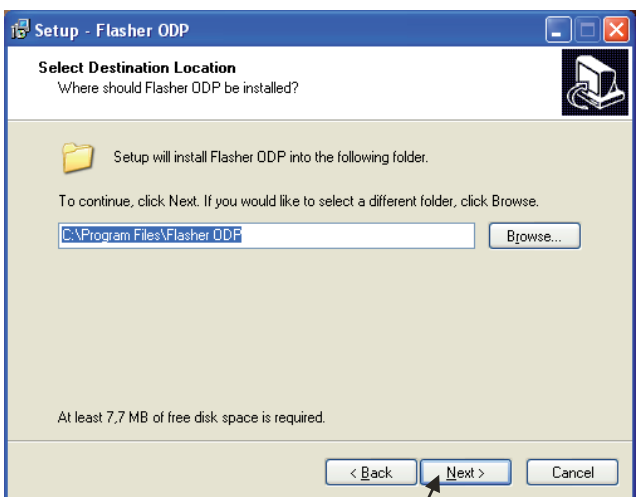 Setup - Flasher ODP
Select Destination Location
Where should Flasher ODP be installed?
Setup will install Flasher ODP into the following folder.
To continue, click Next. If you would like to select a different folder, click Browse.
C:\Program Files\Flasher ODP
Browse...
At least 7,7 MB of free disk space is required.
< Back Next > Cancel